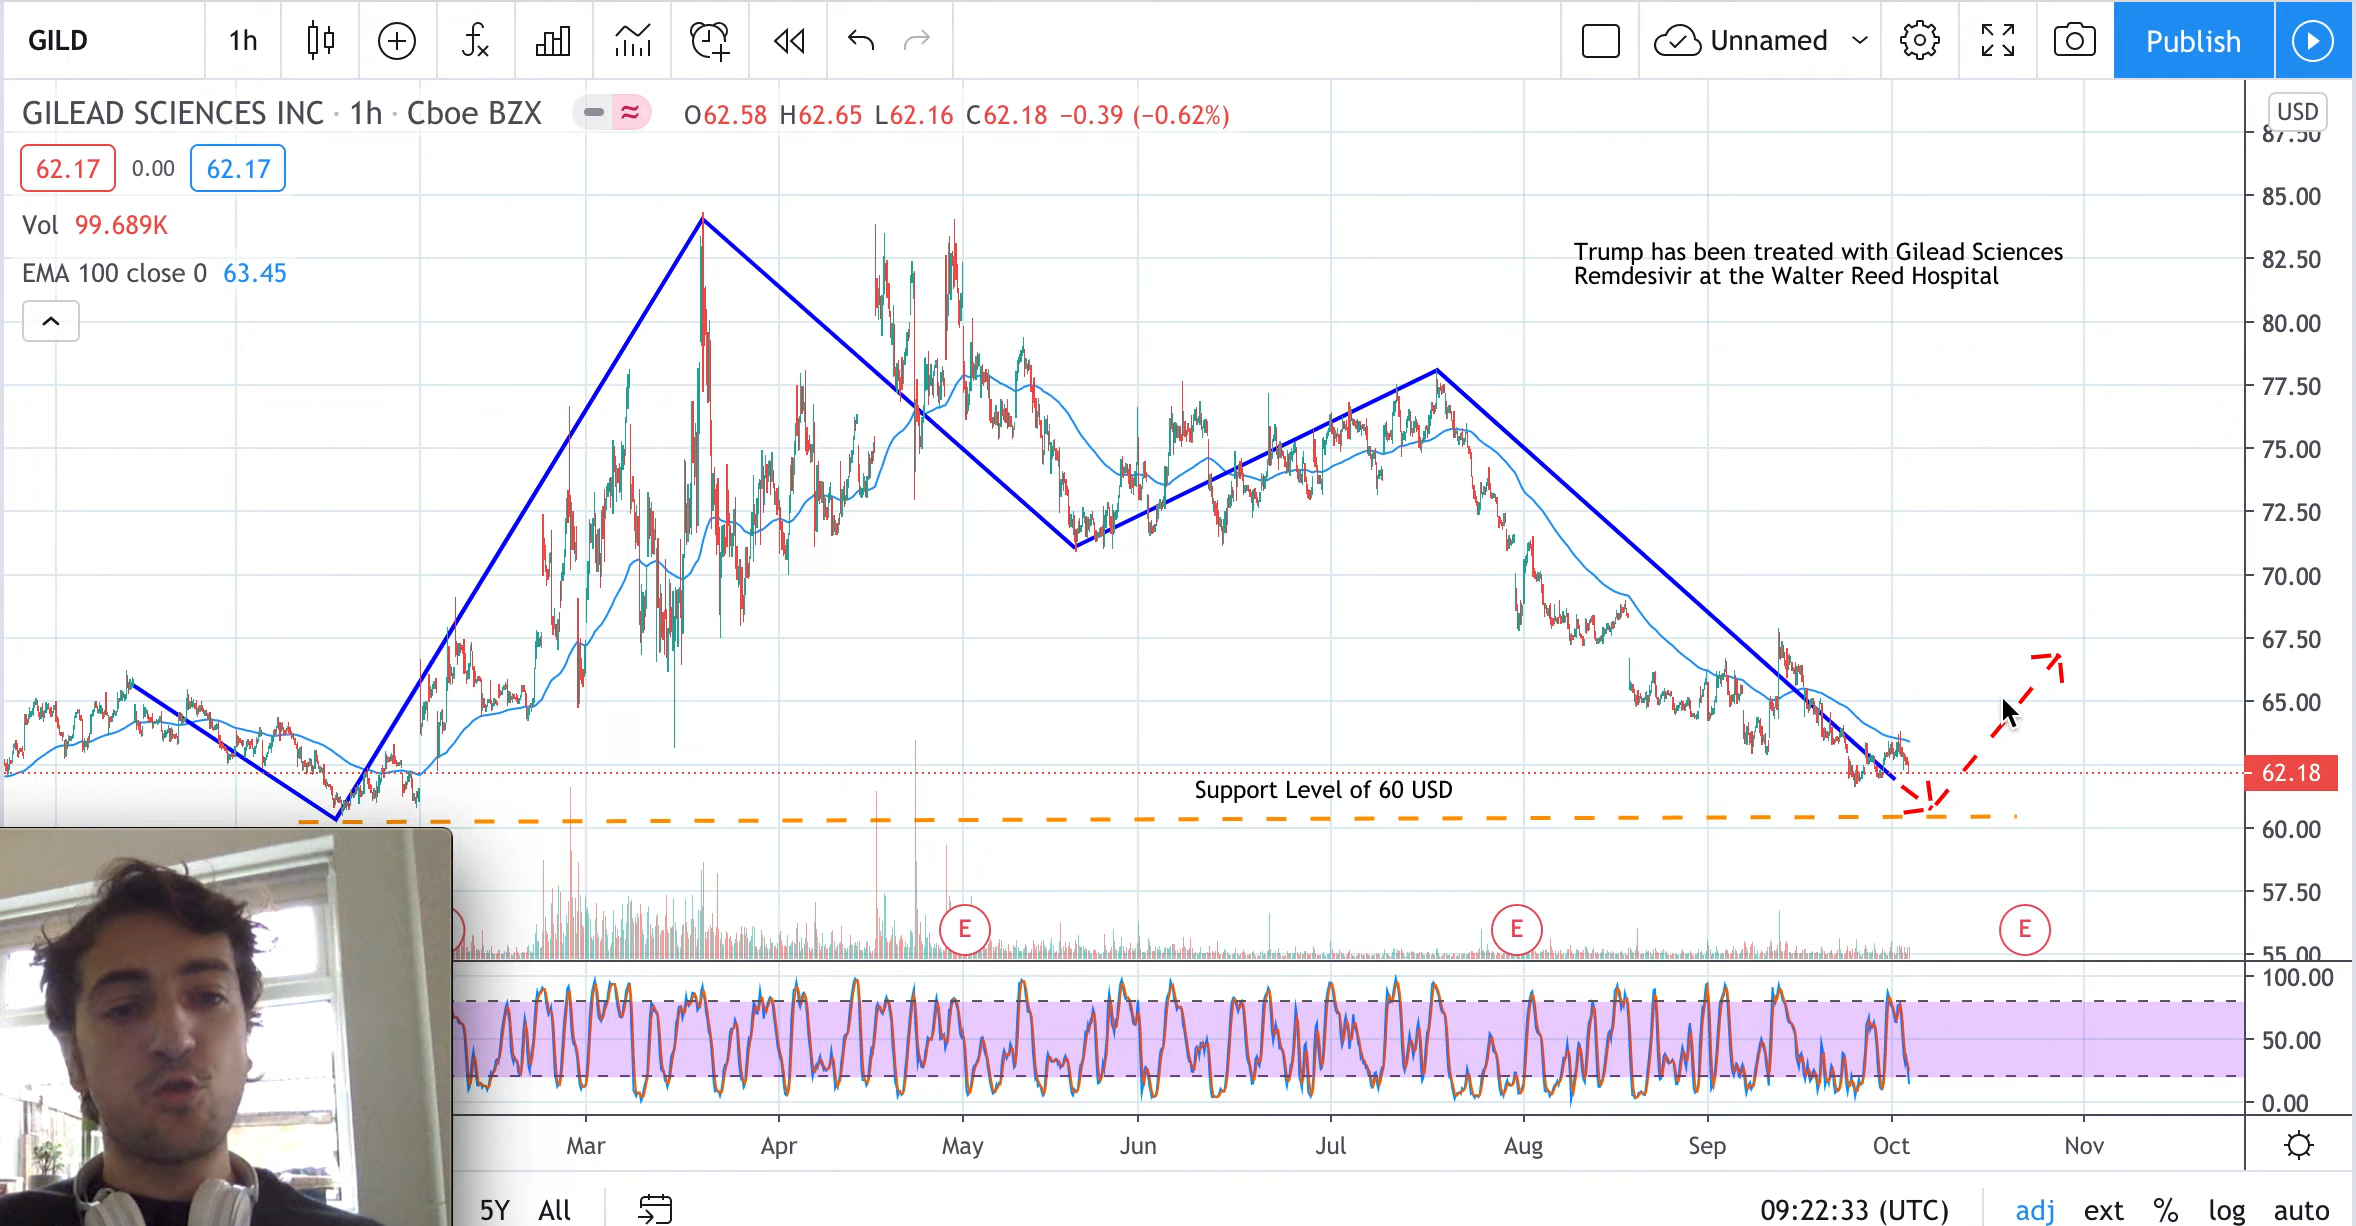 GILD 1h fx Unnamed Publish
GILEAD SCIENCES INC · 1h · Cboe BZX O62.58 H62.65 L62.16 C62.18 −0.39 (−0.62%)
USD
87.50
62.17 0.00 62.17
85.00
Vol 99.689K
Trump has been treated with Gilead Sciences
Remdesivir at the Walter Reed Hospital
82.50
EMA 100 close 0 63.45
80.00
77.50
75.00
72.50
70.00
67.50
65.00
62.18
Support Level of 60 USD
60.00
57.50
E E E
55.00
100.00
50.00
0.00
Mar Apr May Jun Jul Aug Sep Oct Nov
5Y All 09:22:33 (UTC) adj ext % log auto